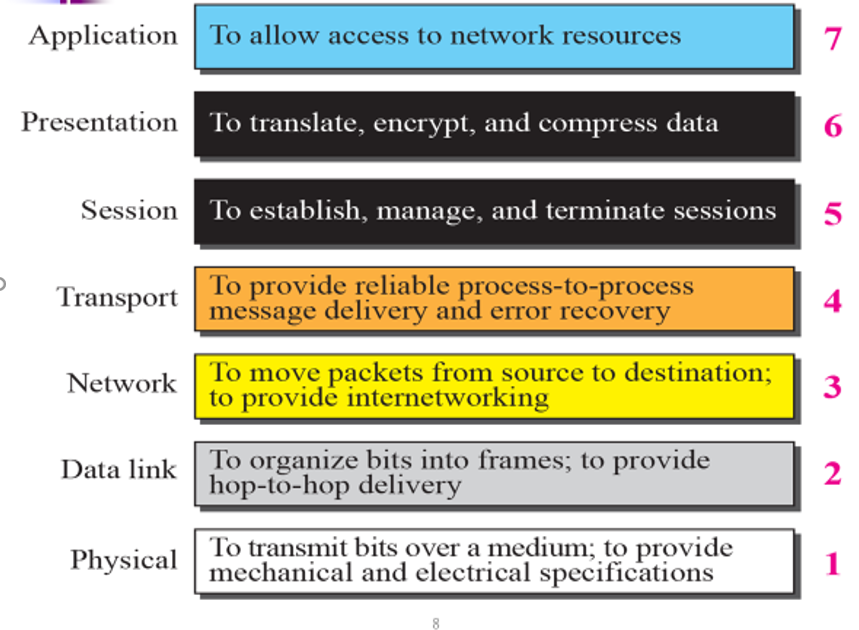 Application To allow access to network resources 7
Presentation To translate, encrypt, and compress data 6
Session To establish, manage, and terminate sessions 5
Transport To provide reliable process-to-process
message delivery and error recovery 4
Network To move packets from source to destination;
to provide internetworking 3
Data link To organize bits into frames; to provide
hop-to-hop delivery 2
Physical To transmit bits over a medium; to provide
mechanical and electrical specifications 1
8